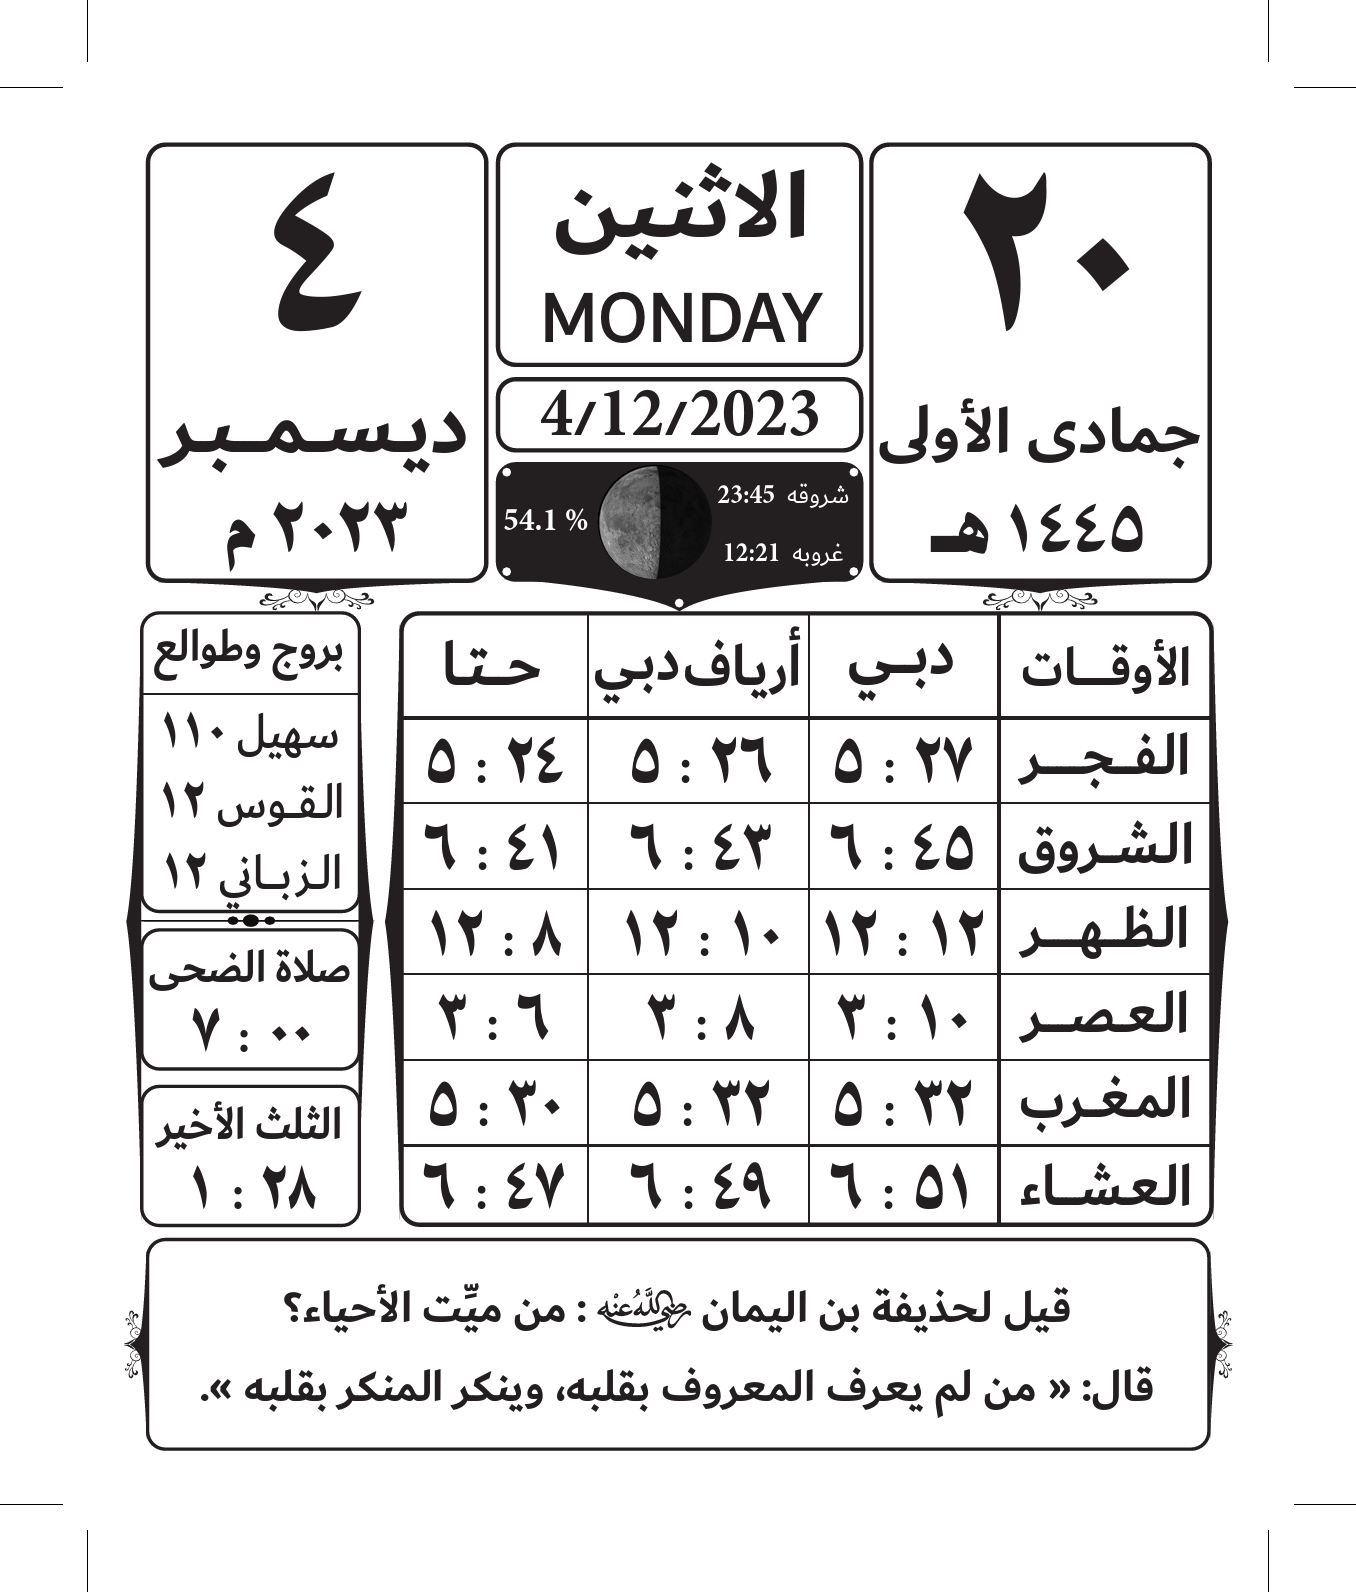 ٢٠
جمادى الأولى
١٤٤٥ هـ
الاثنين
MONDAY
4/12/2023
شروقه 23:45
غروبه 12:21
54.1 %
٤
ديسمبر
٢٠٢٣ م
الأوقات دبي أرياف دبي حتا
الفجر ٥ : ٢٧ ٥ : ٢٦ ٥ : ٢٤
الشروق ٦ : ٤٥ ٦ : ٤٣ ٦ : ٤١
الظهر ١٢ : ١٢ ١٢ : ١٠ ١٢ : ٨
العصر ٣ : ١٠ ٣ : ٨ ٣ : ٦
المغرب ٥ : ٣٢ ٥ : ٣٢ ٥ : ٣٠
العشاء ٦ : ٥١ ٦ : ٤٩ ٦ : ٤٧
بروج وطوالع
سهيل ١١٠
القوس ١٢
الزباني ١٢
صلاة الضحى
٧ : ٠٠
الثلث الأخير
١ : ٢٨
قيل لحذيفة بن اليمان رضي الله عنه : من ميِّت الأحياء؟
قال: « من لم يعرف المعروف بقلبه، وينكر المنكر بقلبه ».